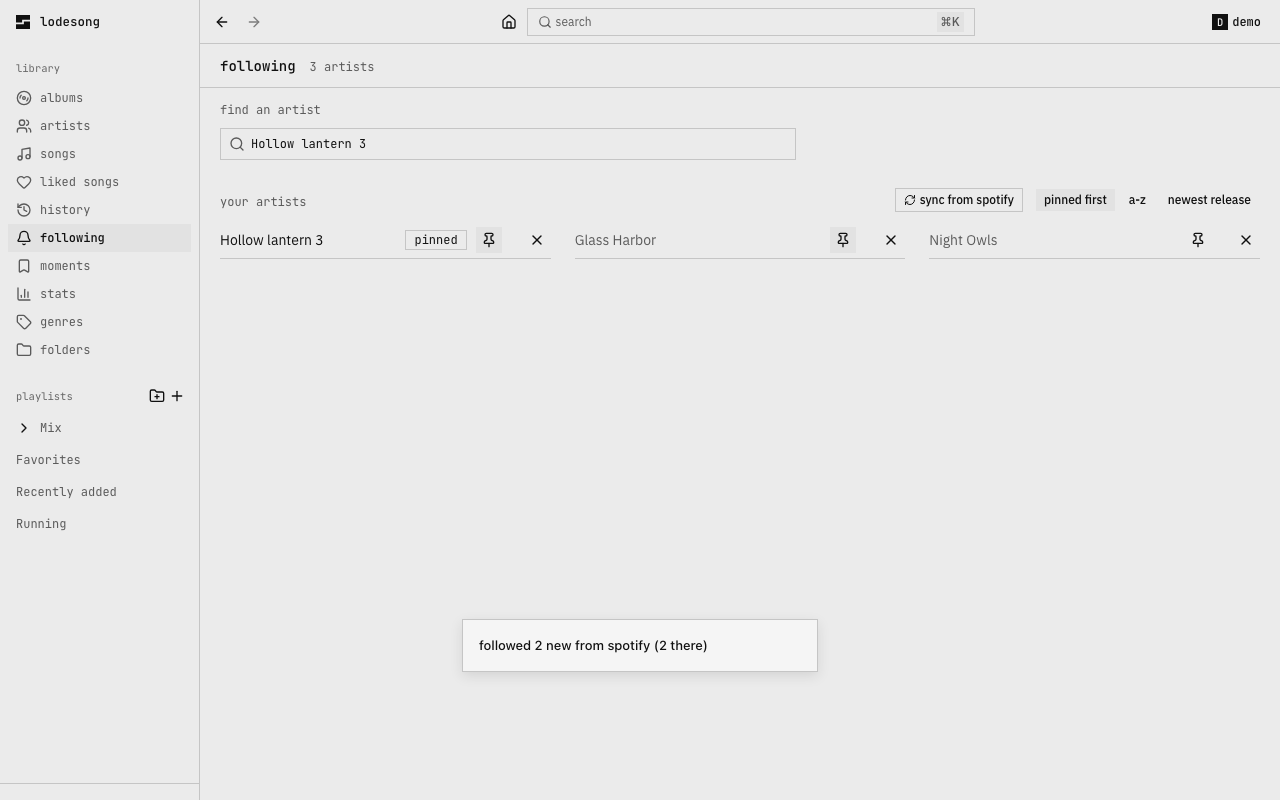 lodesong
search
⌘K
D demo
library
albums
artists
songs
liked songs
history
following
moments
stats
genres
folders
playlists
Mix
Favorites
Recently added
Running
following 3 artists
find an artist
Hollow lantern 3
your artists
sync from spotify
pinned first
a-z
newest release
Hollow lantern 3
pinned
Glass Harbor
Night Owls
followed 2 new from spotify (2 there)